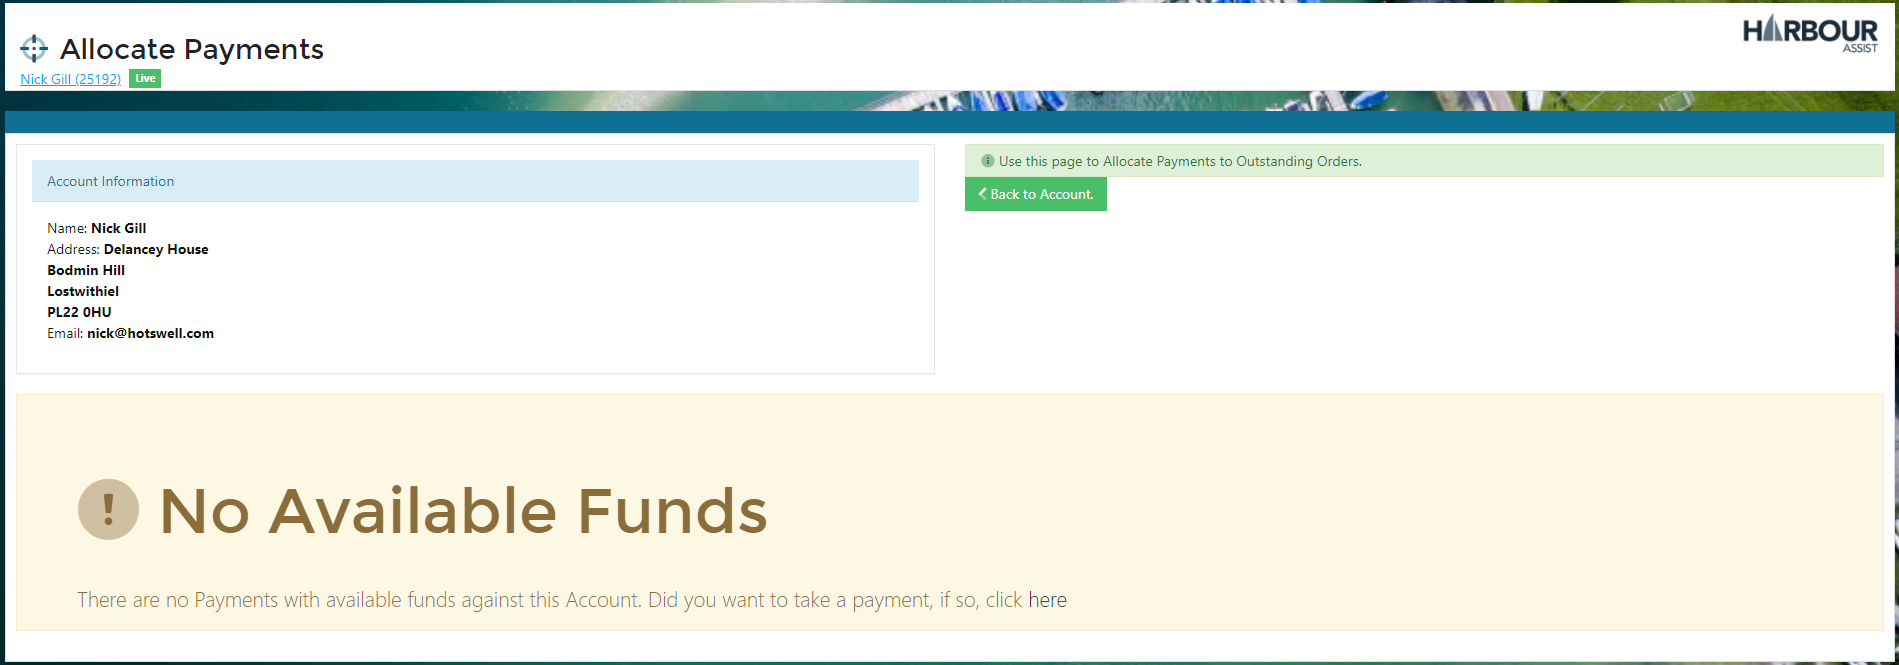 Allocate Payments
Nick Gill (25192) Live
HARBOUR
ASSIST
Account Information
Name: Nick Gill
Address: Delancey House
Bodmin Hill
Lostwithiel
PL22 0HU
Email: nick@hotswell.com
Use this page to Allocate Payments to Outstanding Orders.
Back to Account.
No Available Funds
There are no Payments with available funds against this Account. Did you want to take a payment, if so, click here